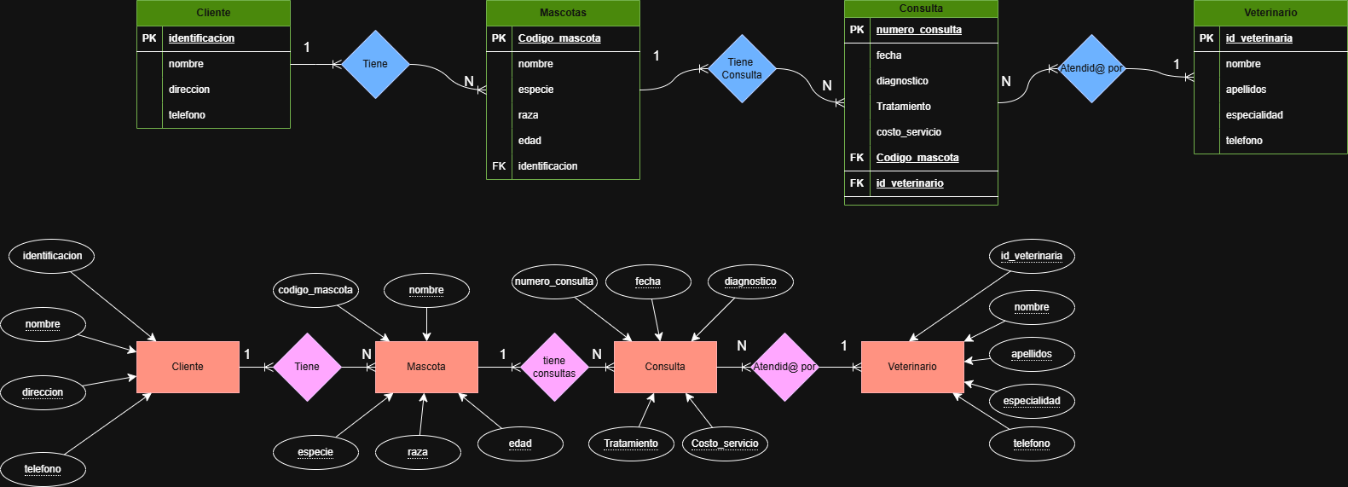 Cliente
PK identificacion
nombre
direccion
telefono
1
Tiene
N
Mascotas
PK Codigo_mascota
nombre
especie
raza
edad
FK identificacion
1
Tiene
Consulta
N
Consulta
PK numero_consulta
fecha
diagnostico
Tratamiento
costo_servicio
FK Codigo_mascota
FK id_veterinario
N
Atendid@ por
1
Veterinario
PK id_veterinaria
nombre
apellidos
especialidad
telefono
identificacion
nombre
direccion
telefono
Cliente
1
Tiene
N
codigo_mascota
nombre
Mascota
especie
raza
edad
1
tiene
consultas
N
numero_consulta
fecha
diagnostico
Consulta
Tratamiento
Costo_servicio
N
Atendid@ por
1
Veterinario
id_veterinaria
nombre
apellidos
especialidad
telefono